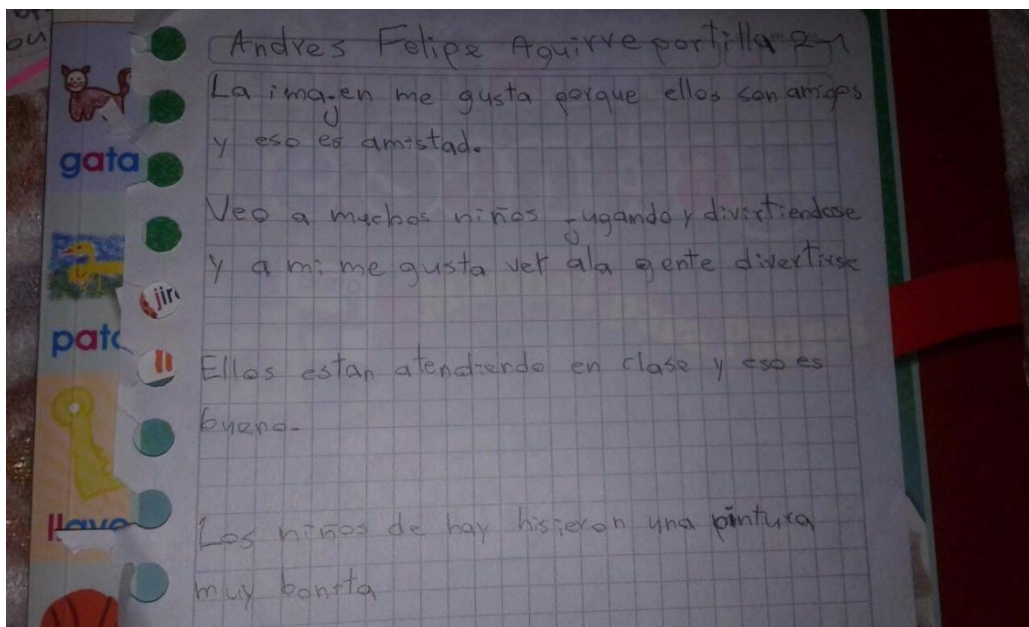 Andres Felipe Aguirre portilla 2-1
La imajen me gusta porque ellos son amigos
y eso es amistad.
Veo a muchos niños jugando y divirtiendose
y a mi me gusta ver ala gente divertirse
Ellos estan atendiendo en clase y eso es
bueno.
Los niños de hay hisieron una pintura
muy bonita
gata
jir
pato
llave